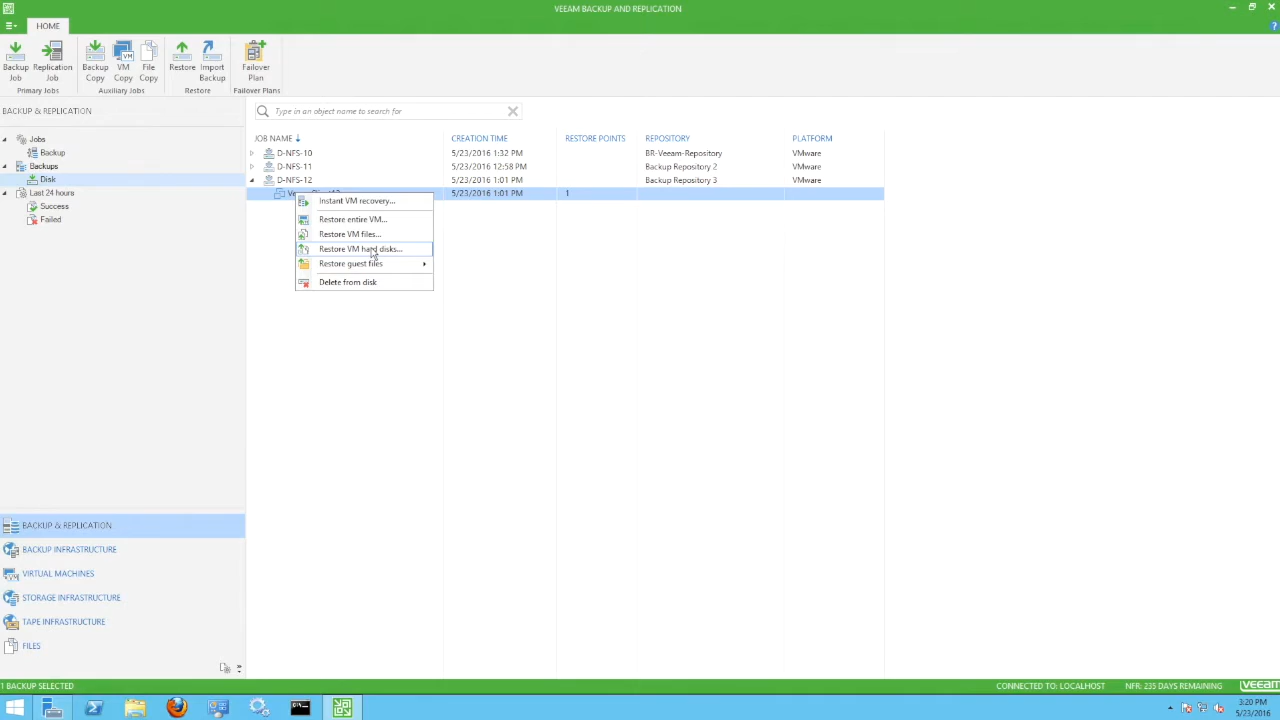 VEEAM BACKUP AND REPLICATION
HOME
Backup Job
Replication Job
Backup Copy
VM Copy
File Copy
Restore
Import Backup
Failover Plan
Primary Jobs
Auxiliary Jobs
Restore
Failover Plans
BACKUP & REPLICATION
Type in an object name to search for
Jobs
Backup
Backups
Disk
Last 24 hours
Success
Failed
JOB NAME CREATION TIME RESTORE POINTS REPOSITORY PLATFORM
D-NFS-10 5/23/2016 1:32 PM BR-Veeam-Repository VMware
D-NFS-11 5/23/2016 12:58 PM Backup Repository 2 VMware
D-NFS-12 5/23/2016 1:01 PM Backup Repository 3 VMware
5/23/2016 1:01 PM 1
Instant VM recovery...
Restore entire VM...
Restore VM files...
Restore VM hard disks...
Restore guest files
Delete from disk
BACKUP & REPLICATION
BACKUP INFRASTRUCTURE
VIRTUAL MACHINES
STORAGE INFRASTRUCTURE
TAPE INFRASTRUCTURE
FILES
1 BACKUP SELECTED
CONNECTED TO: LOCALHOST
NFR: 235 DAYS REMAINING
VEEAM
3:20 PM
5/23/2016